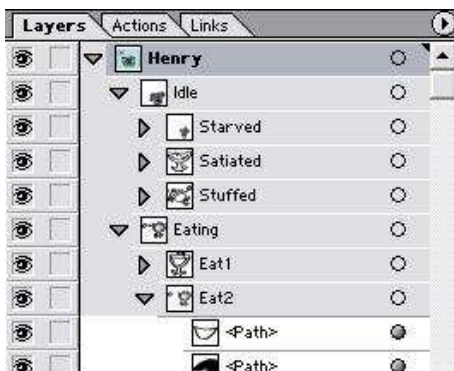 Layers Actions Links
Henry
Idle
Starved
Satiated
Stuffed
Eating
Eat1
Eat2
<Path>
<Path>